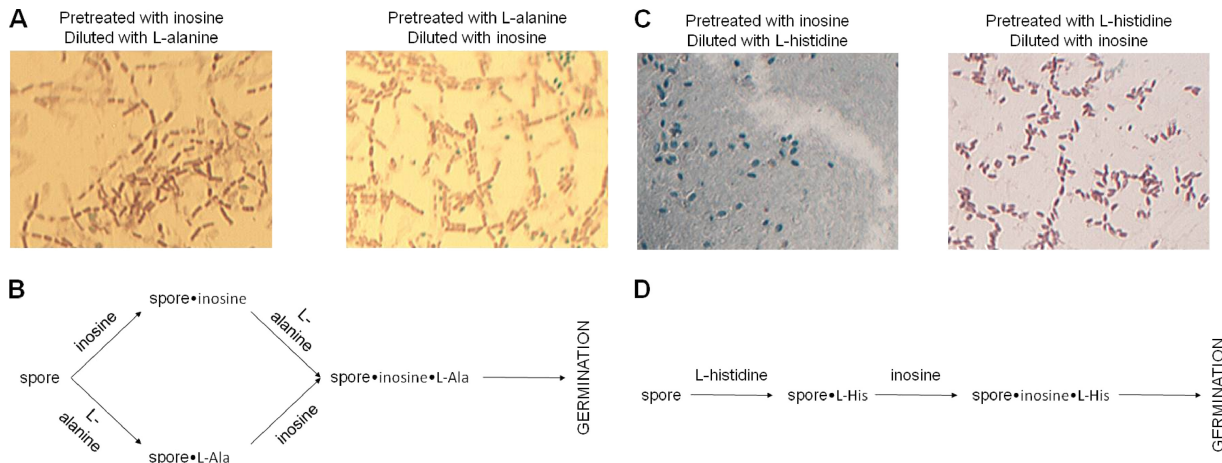 A
Pretreated with inosine
Diluted with L-alanine
Pretreated with L-alanine
Diluted with inosine
C
Pretreated with inosine
Diluted with L-histidine
Pretreated with L-histidine
Diluted with inosine
B
spore•inosine
inosine
L-
alanine
spore
spore•inosine•L-Ala
L-
alanine
inosine
spore•L-Ala
GERMINATION
D
L-histidine
inosine
spore
spore•L-His
spore•inosine•L-His
GERMINATION